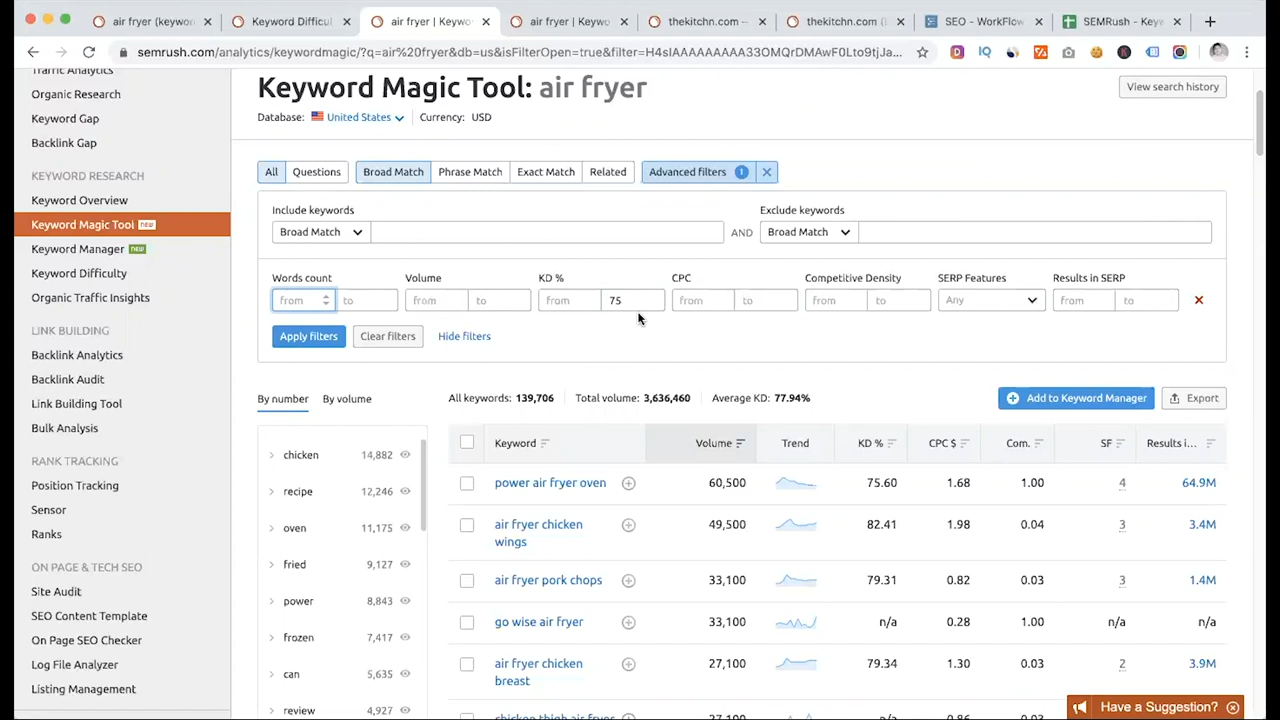 air fryer (keywor
Keyword Difficul
air fryer | Keywo
air fryer | Keywo
thekitchn.com —
thekitchn.com (D
SEO - WorkFlow
SEMRush - Keyw
semrush.com/analytics/keywordmagic/?q=air%20fryer&db=us&isFilterOpen=true&filter=H4sIAAAAAAAA33OMQrDMAwF0Lto9tjJa...
Traffic Analytics
Organic Research
Keyword Gap
Backlink Gap
KEYWORD RESEARCH
Keyword Overview
Keyword Magic Tool new
Keyword Manager new
Keyword Difficulty
Organic Traffic Insights
LINK BUILDING
Backlink Analytics
Backlink Audit
Link Building Tool
Bulk Analysis
RANK TRACKING
Position Tracking
Sensor
Ranks
ON PAGE & TECH SEO
Site Audit
SEO Content Template
On Page SEO Checker
Log File Analyzer
Listing Management
Keyword Magic Tool: air fryer
View search history
Database: United States Currency: USD
All Questions Broad Match Phrase Match Exact Match Related Advanced filters 1
Include keywords Exclude keywords
Broad Match AND Broad Match
Words count Volume KD % CPC Competitive Density SERP Features Results in SERP
from to from to from 75 from to from to Any from to
Apply filters Clear filters Hide filters
By number By volume
All keywords: 139,706 Total volume: 3,636,460 Average KD: 77.94% Add to Keyword Manager Export
chicken 14,882
recipe 12,246
oven 11,175
fried 9,127
power 8,843
frozen 7,417
can 5,635
review 4,927
Keyword Volume Trend KD % CPC $ Com. SF Results i...
power air fryer oven 60,500 75.60 1.68 1.00 4 64.9M
air fryer chicken wings 49,500 82.41 1.98 0.04 3 3.4M
air fryer pork chops 33,100 79.31 0.82 0.03 3 1.4M
go wise air fryer 33,100 n/a 0.28 1.00 n/a n/a
air fryer chicken breast 27,100 79.34 1.30 0.03 2 3.9M
chicken thigh air fryer 27,100 0.86 0.03
Have a Suggestion?